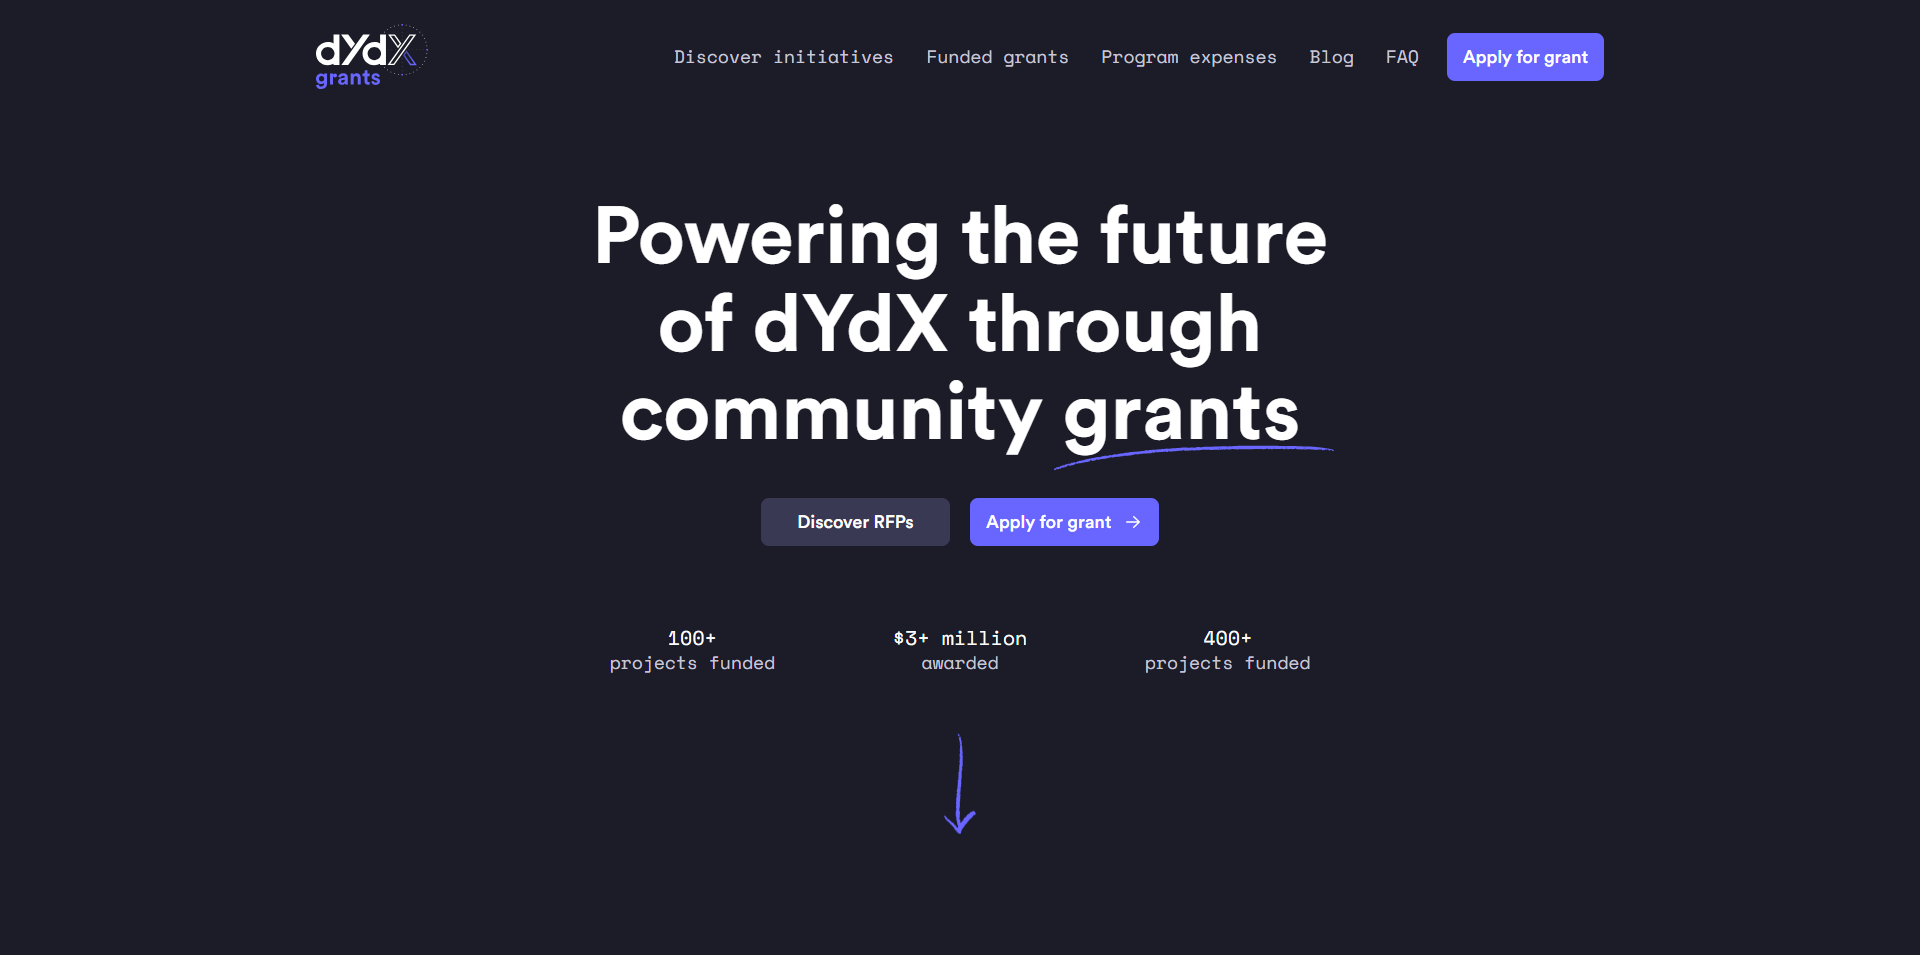 dYdX
grants
Discover initiatives
Funded grants
Program expenses
Blog
FAQ
Apply for grant
Powering the future
of dYdX through
community grants
Discover RFPs
Apply for grant →
100+
projects funded
$3+ million
awarded
400+
projects funded